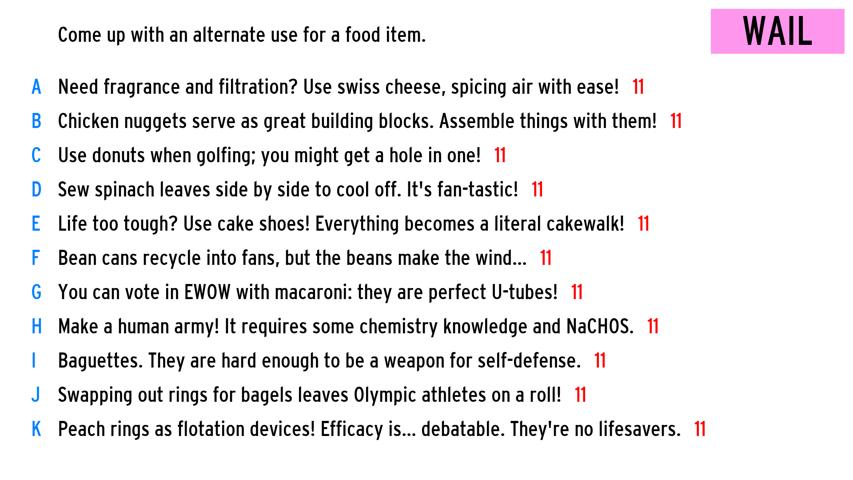 Come up with an alternate use for a food item.
WAIL
A Need fragrance and filtration? Use swiss cheese, spicing air with ease! 11
B Chicken nuggets serve as great building blocks. Assemble things with them! 11
C Use donuts when golfing; you might get a hole in one! 11
D Sew spinach leaves side by side to cool off. It's fan-tastic! 11
E Life too tough? Use cake shoes! Everything becomes a literal cakewalk! 11
F Bean cans recycle into fans, but the beans make the wind... 11
G You can vote in EWOW with macaroni: they are perfect U-tubes! 11
H Make a human army! It requires some chemistry knowledge and NaCHOS. 11
I Baguettes. They are hard enough to be a weapon for self-defense. 11
J Swapping out rings for bagels leaves Olympic athletes on a roll! 11
K Peach rings as flotation devices! Efficacy is... debatable. They're no lifesavers. 11